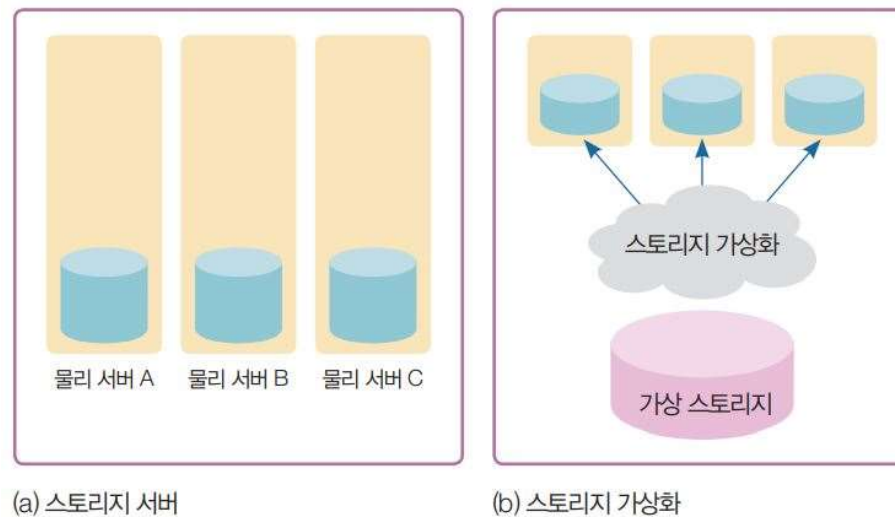 물리 서버 A 물리 서버 B 물리 서버 C
스토리지 가상화
가상 스토리지
(a) 스토리지 서버
(b) 스토리지 가상화